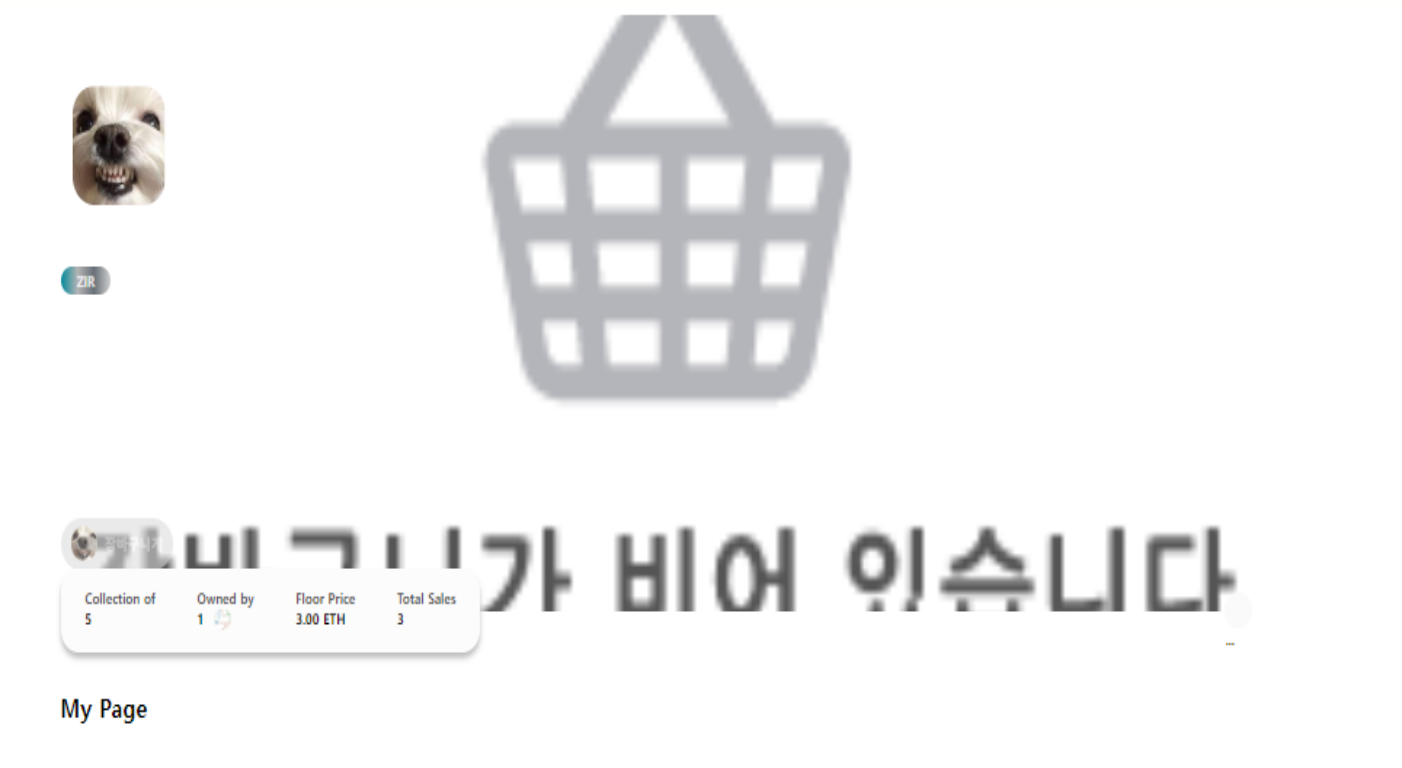 ZIR
장바구니가 비어 있습니다
Collection of
Owned by
Floor Price
Total Sales
5
1
3.00 ETH
3
My Page